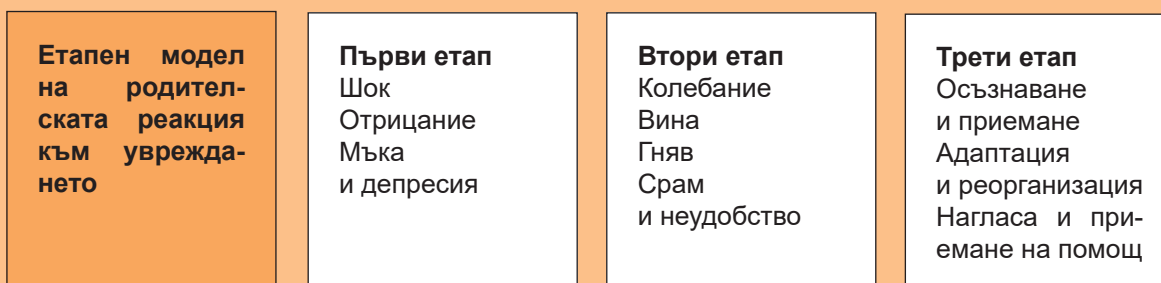 Етапен модел
на родител-
ската реакция
към уврежда-
нето
Първи етап
Шок
Отрицание
Мъка
и депресия
Втори етап
Колебание
Вина
Гняв
Срам
и неудобство
Трети етап
Осъзнаване
и приемане
Адаптация
и реорганизация
Нагласа и при-
емане на помощ